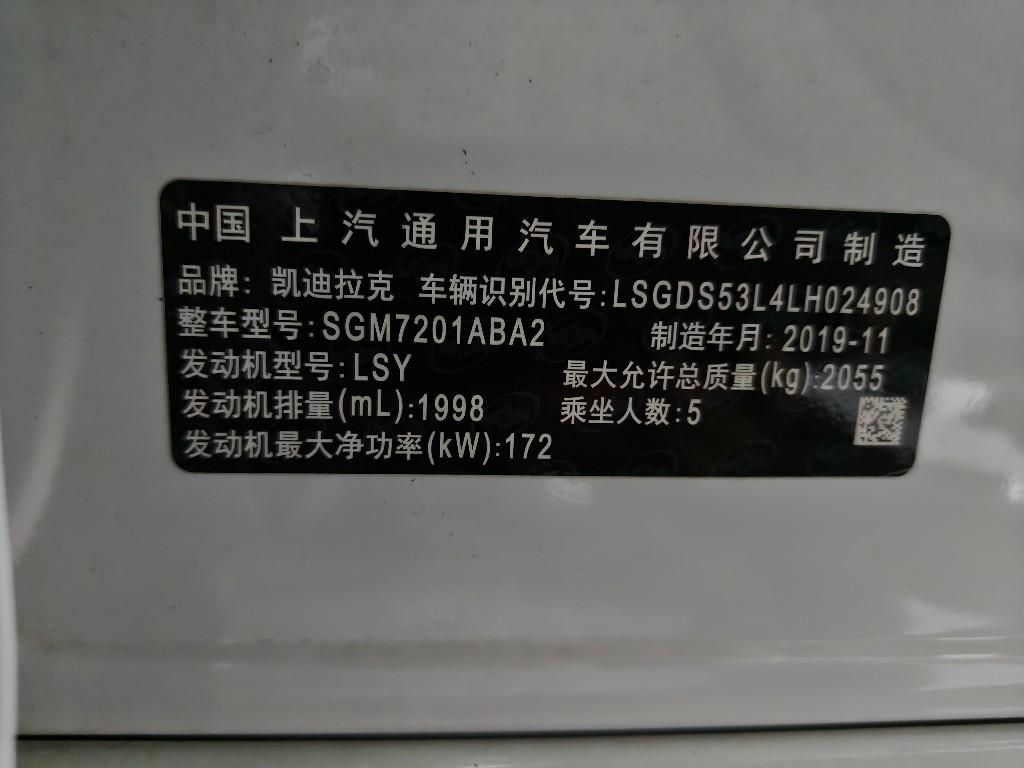 中国 上汽通用汽车有限公司制造
品牌: 凯迪拉克 车辆识别代号:LSGDS53L4LH024908
整车型号:SGM7201ABA2 制造年月: 2019-11
发动机型号:LSY 最大允许总质量(kg):2055
发动机排量(mL):1998 乘坐人数:5
发动机最大净功率(kW):172